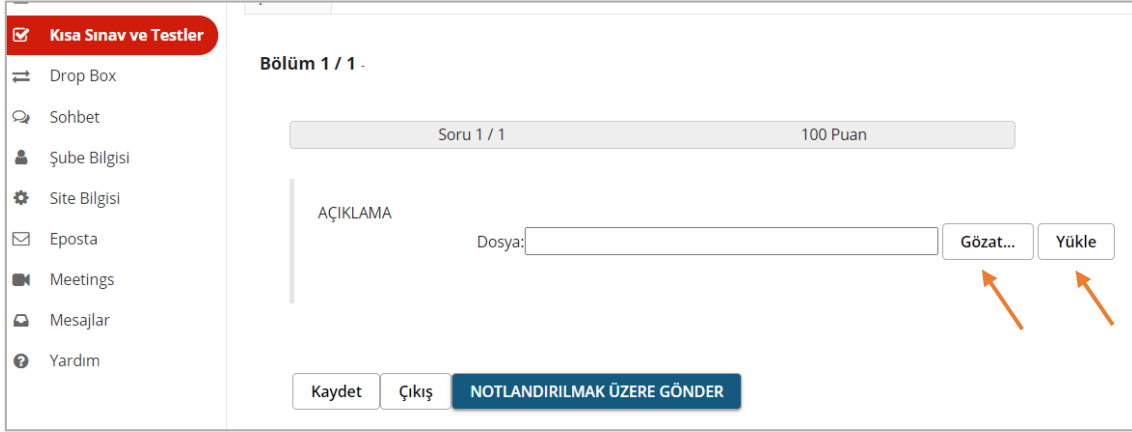 Kısa Sınav ve Testler
Drop Box
Sohbet
Şube Bilgisi
Site Bilgisi
Eposta
Meetings
Mesajlar
Yardım
Bölüm 1 / 1 -
Soru 1 / 1 100 Puan
AÇIKLAMA
Dosya: Gözat... Yükle
Kaydet Çıkış NOTLANDIRILMAK ÜZERE GÖNDER